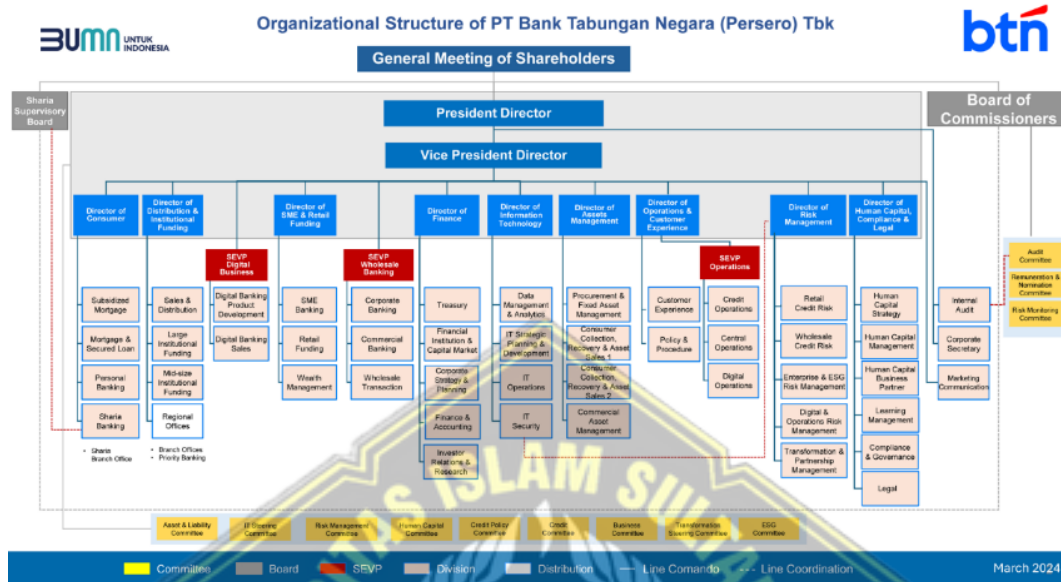 Organizational Structure of PT Bank Tabungan Negara (Persero) Tbk
BUMN UNTUK
INDONESIA
btn
General Meeting of Shareholders
Sharia
Supervisory
Board
President Director
Board of
Commissioners
Vice President Director
Director of
Consumer
Director of
Distribution &
Institutional
Funding
Director of
SME & Retail
Funding
Director of
Finance
Director of
Information
Technology
Director of
Assets
Management
Director of
Operations &
Customer
Experience
Director of
Risk
Management
Director of
Human Capital,
Compliance &
Legal
SEVP
Digital
Business
SEVP
Wholesale
Banking
SEVP
Operations
Audit
Committee
Remuneration &
Nomination
Committee
Risk Monitoring
Committee
Subsidized
Mortgage
Mortgage &
Secured Loan
Personal
Banking
Sharia
Banking
• Sharia
Branch Office
Sales &
Distribution
Large
Institutional
Funding
Mid-size
Institutional
Funding
Regional
Offices
• Branch Offices
• Priority Banking
Digital Banking
Product
Development
Digital Banking
Sales
SME
Banking
Retail
Funding
Wealth
Management
Corporate
Banking
Commercial
Banking
Wholesale
Transaction
Treasury
Financial
Institution &
Capital Market
Corporate
Strategy &
Planning
Finance &
Accounting
Investor
Relations &
Research
Data
Management
& Analytics
IT Strategic
Planning &
Development
IT
Operations
IT
Security
Procurement &
Fixed Asset
Management
Consumer
Collection,
Recovery & Asset
Sales 1
Consumer
Collection,
Recovery & Asset
Sales 2
Commercial
Asset
Management
Customer
Experience
Policy &
Procedure
Credit
Operations
Central
Operations
Digital
Operations
Retail
Credit Risk
Wholesale
Credit Risk
Enterprise & ESG
Risk Management
Digital &
Operations Risk
Management
Transformation &
Partnership
Management
Human
Capital
Strategy
Human Capital
Management
Human Capital
Business
Partner
Learning
Management
Compliance
& Governance
Legal
Internal
Audit
Corporate
Secretary
Marketing
Communication
ISLAM SULTA
Asset & Liability
Committee
IT Steering
Committee
Risk Management
Committee
Human Capital
Committee
Credit Policy
Committee
Credit
Committee
Business
Committee
Transformation
Steering Committee
ESG
Committee
Committee
Board
SEVP
Division
Distribution
Line Comando
Line Coordination
March 2024